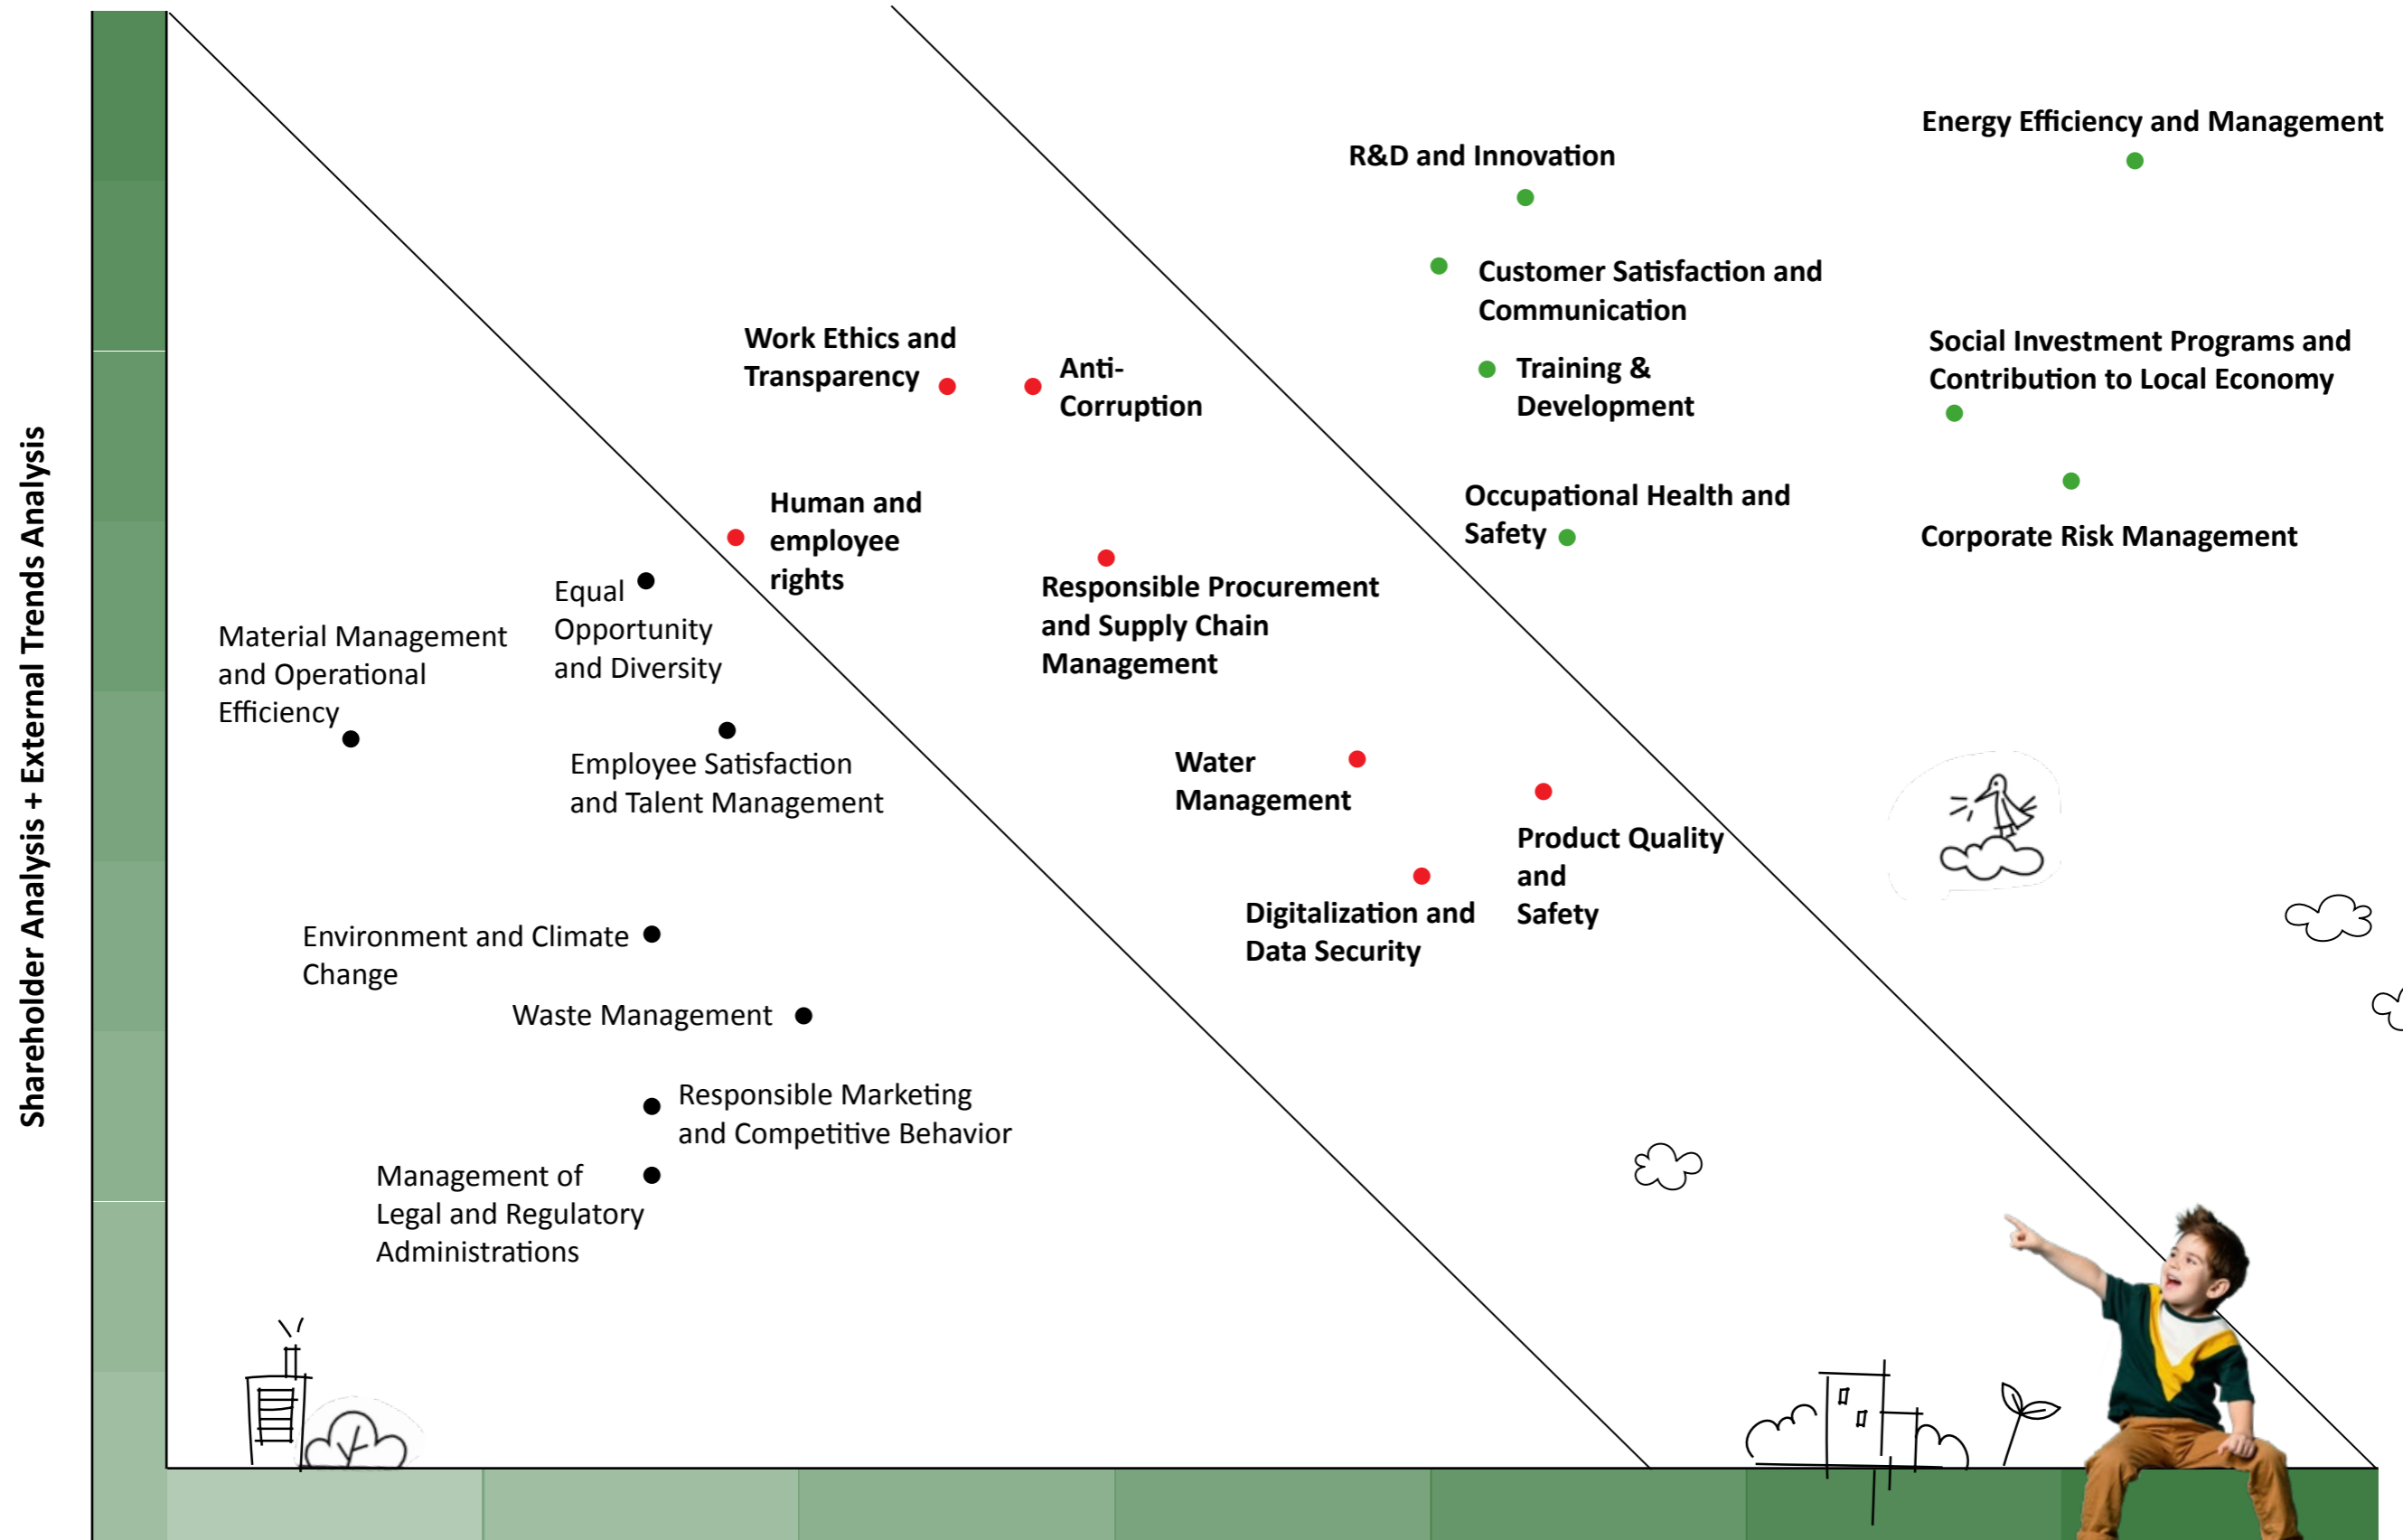 Shareholder Analysis + External Trends Analysis
Energy Efficiency and Management
R&D and Innovation
Customer Satisfaction and
Communication
Work Ethics and
Transparency
Anti-
Corruption
Training &
Development
Social Investment Programs and
Contribution to Local Economy
Human and
employee
rights
Occupational Health and
Safety
Corporate Risk Management
Equal
Opportunity
and Diversity
Responsible Procurement
and Supply Chain
Management
Material Management
and Operational
Efficiency
Employee Satisfaction
and Talent Management
Water
Management
Product Quality
and
Safety
Digitalization and
Data Security
Environment and Climate
Change
Waste Management
Responsible Marketing
and Competitive Behavior
Management of
Legal and Regulatory
Administrations